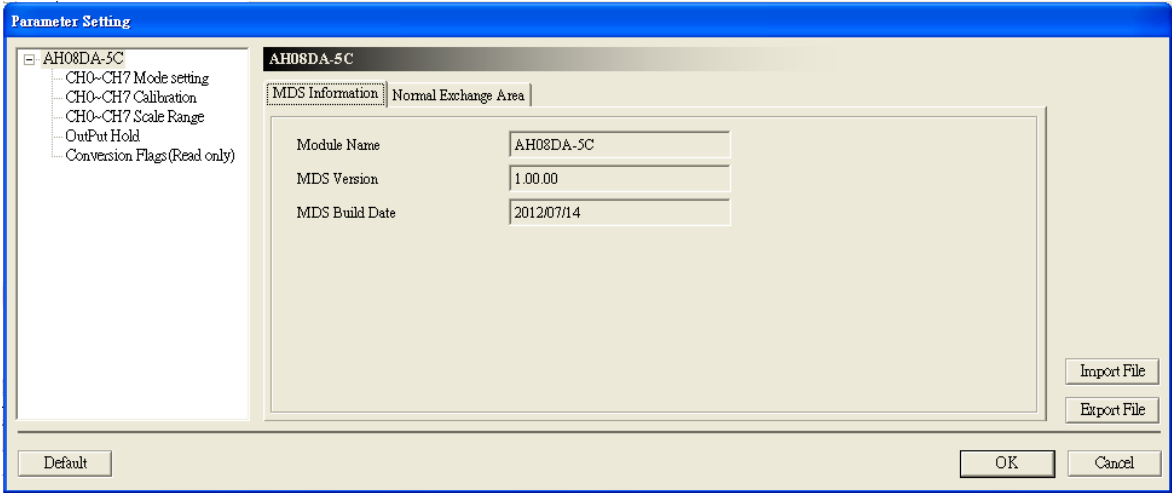 Parameter Setting
AH08DA-5C
CH0~CH7 Mode setting
CH0~CH7 Calibration
CH0~CH7 Scale Range
OutPut Hold
Conversion Flags(Read only)
AH08DA-5C
MDS Information
Normal Exchange Area
Module Name
AH08DA-5C
MDS Version
1.00.00
MDS Build Date
2012/07/14
Import File
Export File
Default
OK
Cancel